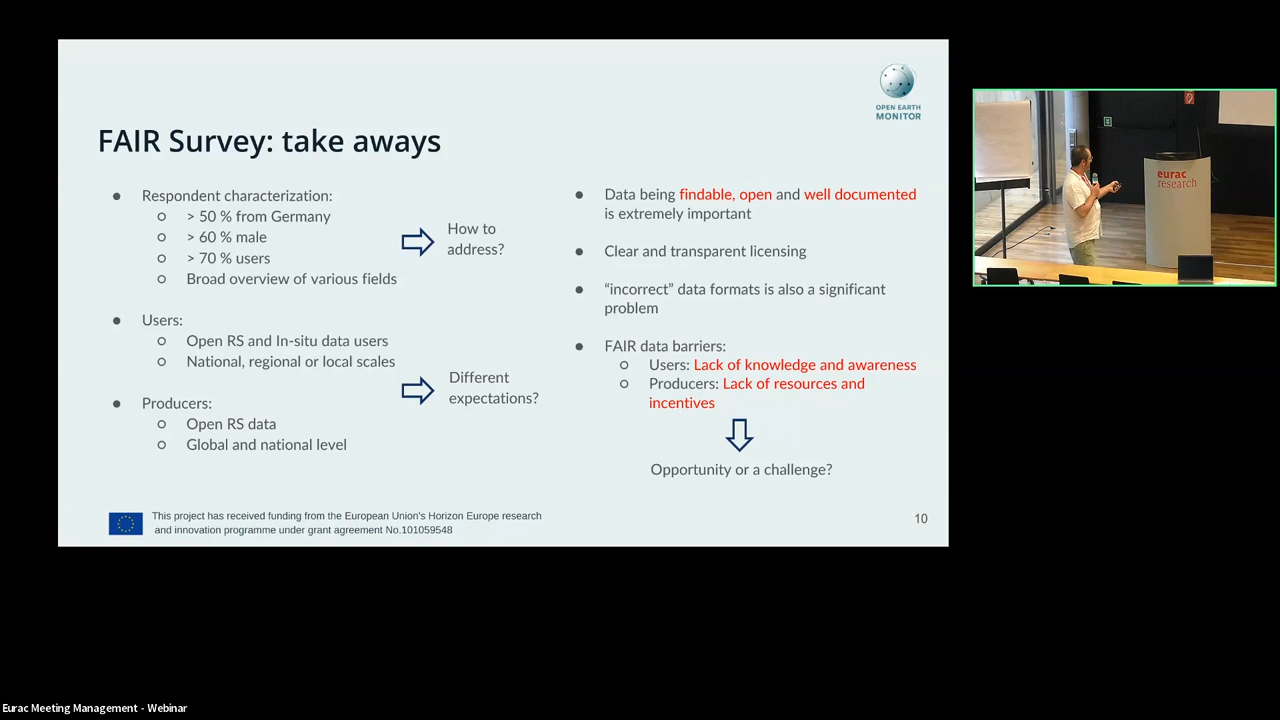 OPEN EARTH
MONITOR
FAIR Survey: take aways
● Respondent characterization:
○ > 50 % from Germany
○ > 60 % male
○ > 70 % users
○ Broad overview of various fields
How to
address?
● Users:
○ Open RS and In-situ data users
○ National, regional or local scales
Different
expectations?
● Producers:
○ Open RS data
○ Global and national level
● Data being findable, open and well documented
is extremely important
● Clear and transparent licensing
● “incorrect” data formats is also a significant
problem
● FAIR data barriers:
○ Users: Lack of knowledge and awareness
○ Producers: Lack of resources and
incentives
Opportunity or a challenge?
This project has received funding from the European Union's Horizon Europe research
and innovation programme under grant agreement No.101059548
10
eurac
research
Eurac Meeting Management - Webinar